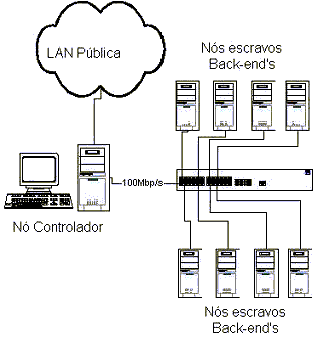 LAN Pública
Nós escravos
Back-end's
100Mbp/s
Nó Controlador
Nós escravos
Back-end's